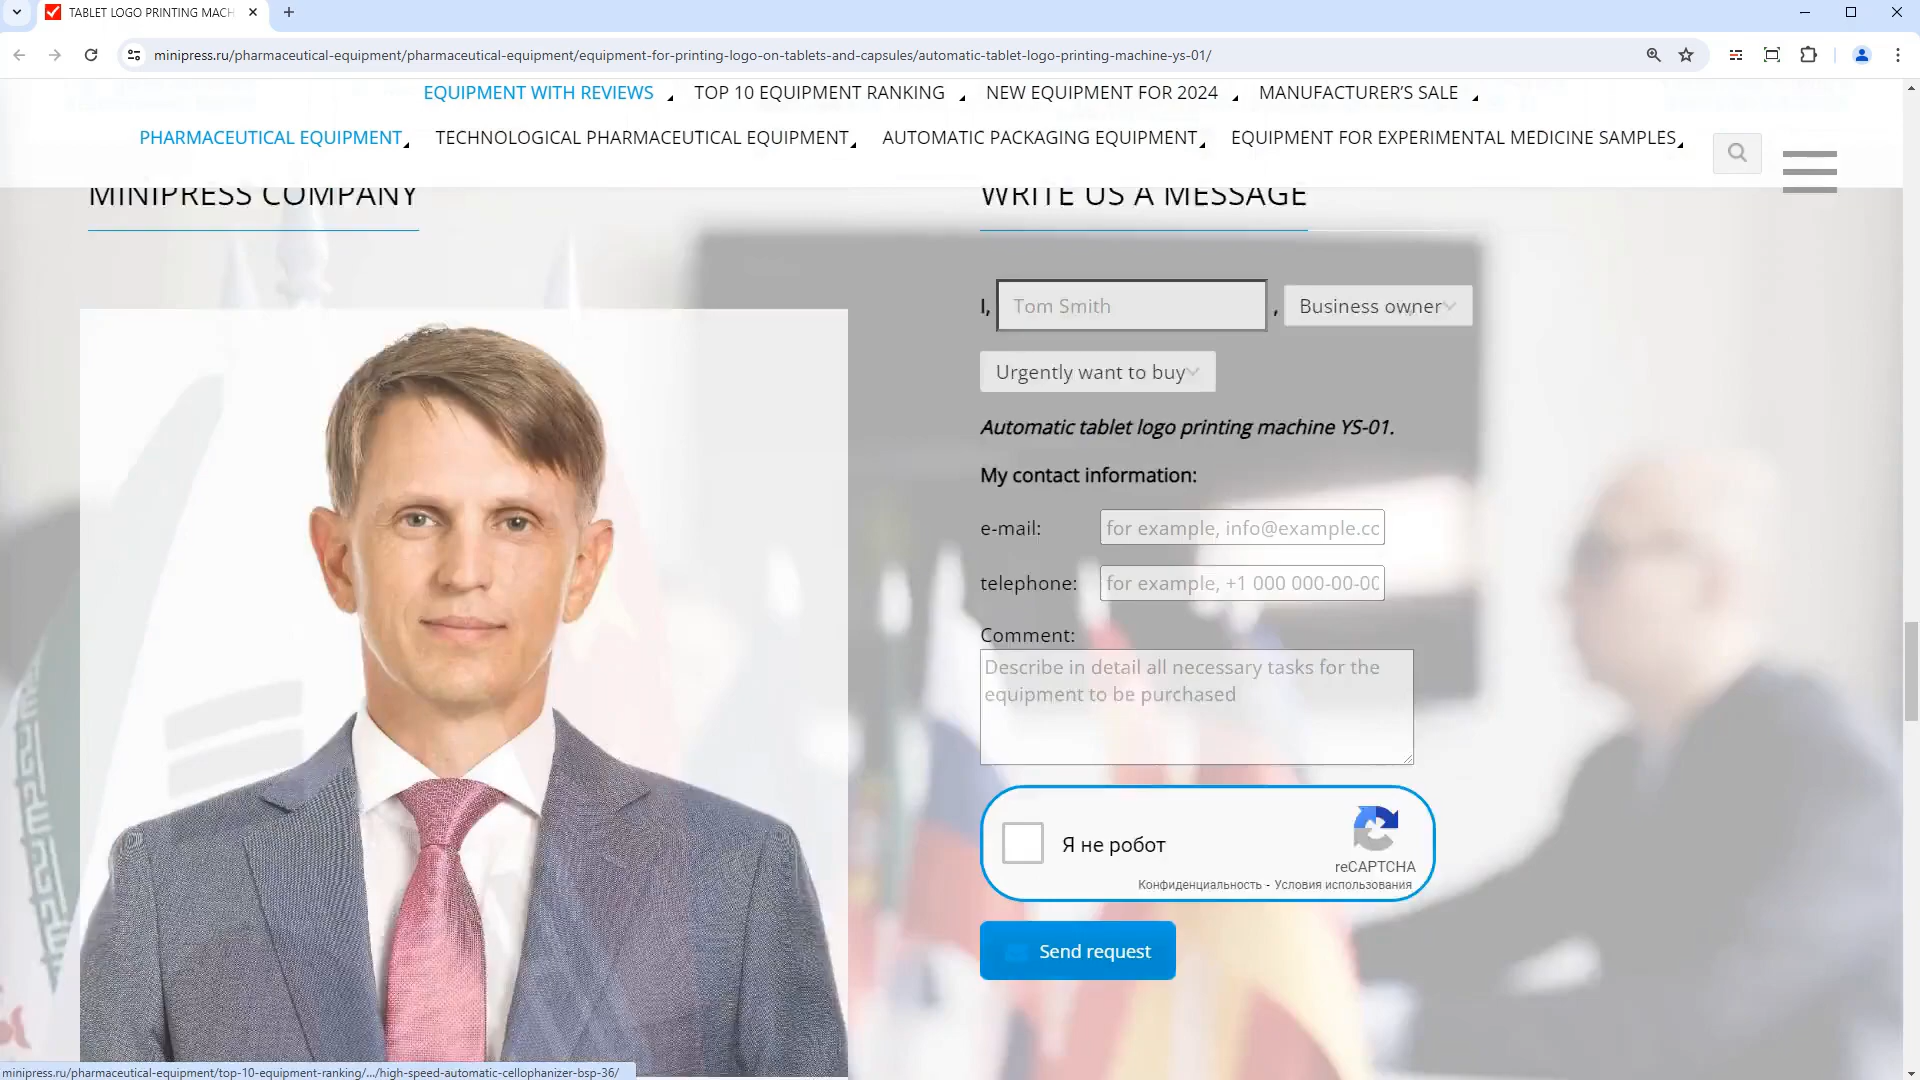 TABLET LOGO PRINTING MACH
minipress.ru/pharmaceutical-equipment/pharmaceutical-equipment/equipment-for-printing-logo-on-tablets-and-capsules/automatic-tablet-logo-printing-machine-ys-01/
EQUIPMENT WITH REVIEWS TOP 10 EQUIPMENT RANKING NEW EQUIPMENT FOR 2024 MANUFACTURER’S SALE
PHARMACEUTICAL EQUIPMENT TECHNOLOGICAL PHARMACEUTICAL EQUIPMENT AUTOMATIC PACKAGING EQUIPMENT EQUIPMENT FOR EXPERIMENTAL MEDICINE SAMPLES
MINIPRESS COMPANY
WRITE US A MESSAGE
I, Tom Smith , Business owner
Urgently want to buy
Automatic tablet logo printing machine YS-01.
My contact information:
e-mail: for example, info@example.cc
telephone: for example, +1 000 000-00-00
Comment:
Describe in detail all necessary tasks for the
equipment to be purchased
Я не робот
reCAPTCHA
Конфиденциальность - Условия использования
Send request
minipress.ru/pharmaceutical-equipment/top-10-equipment-ranking/.../high-speed-automatic-cellophanizer-bsp-36/